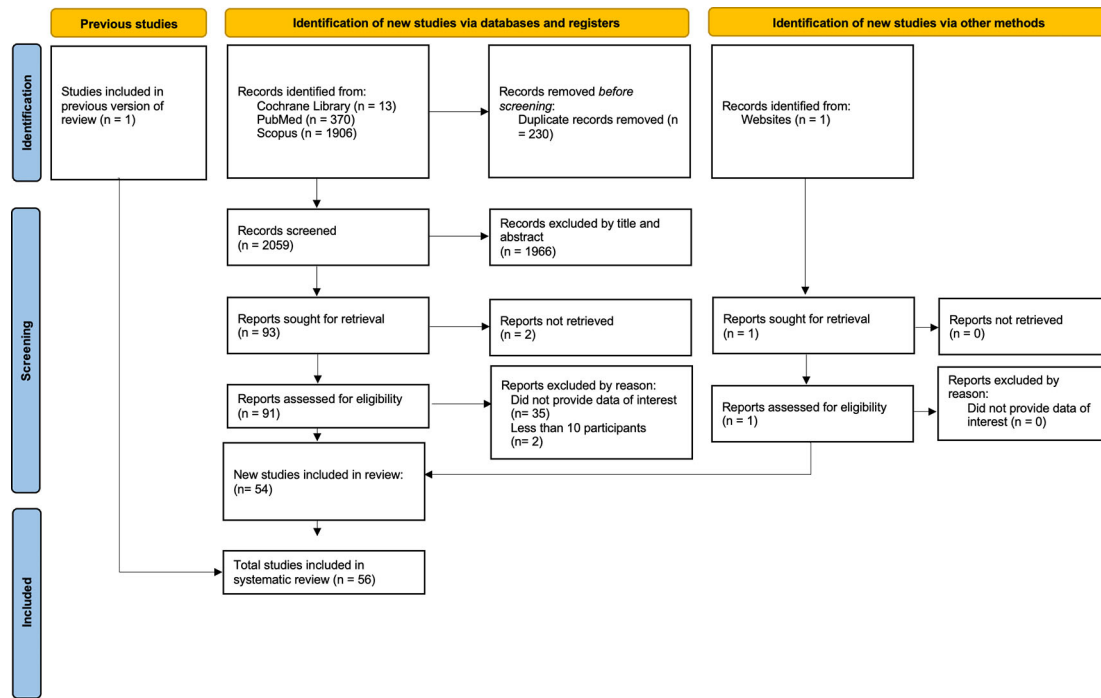 Previous studies
Identification of new studies via databases and registers
Identification of new studies via other methods
Identification
Studies included in
previous version of
review (n = 1)
Records identified from:
Cochrane Library (n = 13)
PubMed (n = 370)
Scopus (n = 1906)
Records removed before
screening:
Duplicate records removed (n
= 230)
Records identified from:
Websites (n = 1)
Screening
Records screened
(n = 2059)
Records excluded by title and
abstract
(n = 1966)
Reports sought for retrieval
(n = 93)
Reports not retrieved
(n = 2)
Reports sought for retrieval
(n = 1)
Reports not retrieved
(n = 0)
Reports assessed for eligibility
(n = 91)
Reports excluded by reason:
Did not provide data of interest
(n= 35)
Less than 10 participants
(n= 2)
Reports assessed for eligibility
(n = 1)
Reports excluded by
reason:
Did not provide data of
interest (n = 0)
New studies included in review:
(n= 54)
Included
Total studies included in
systematic review (n = 56)